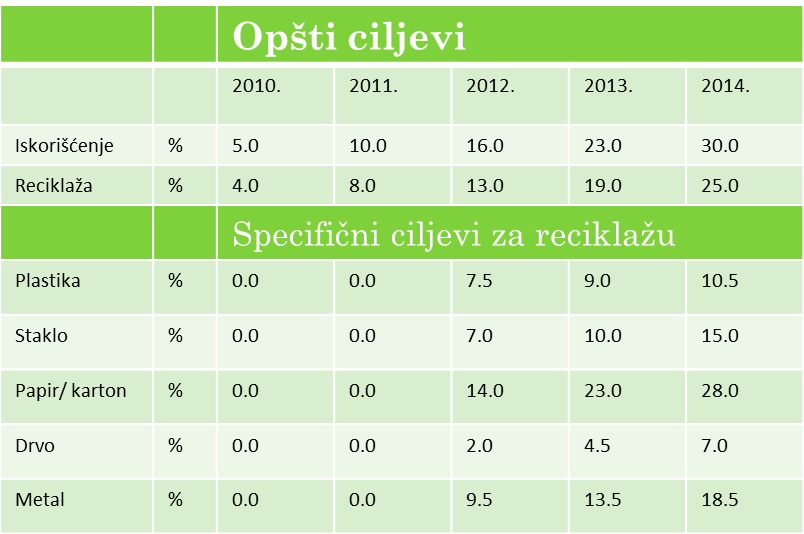 Opšti ciljevi
2010. 2011. 2012. 2013. 2014.
Iskorišćenje % 5.0 10.0 16.0 23.0 30.0
Reciklaža % 4.0 8.0 13.0 19.0 25.0
Specifični ciljevi za reciklažu
Plastika % 0.0 0.0 7.5 9.0 10.5
Staklo % 0.0 0.0 7.0 10.0 15.0
Papir/ karton % 0.0 0.0 14.0 23.0 28.0
Drvo % 0.0 0.0 2.0 4.5 7.0
Metal % 0.0 0.0 9.5 13.5 18.5